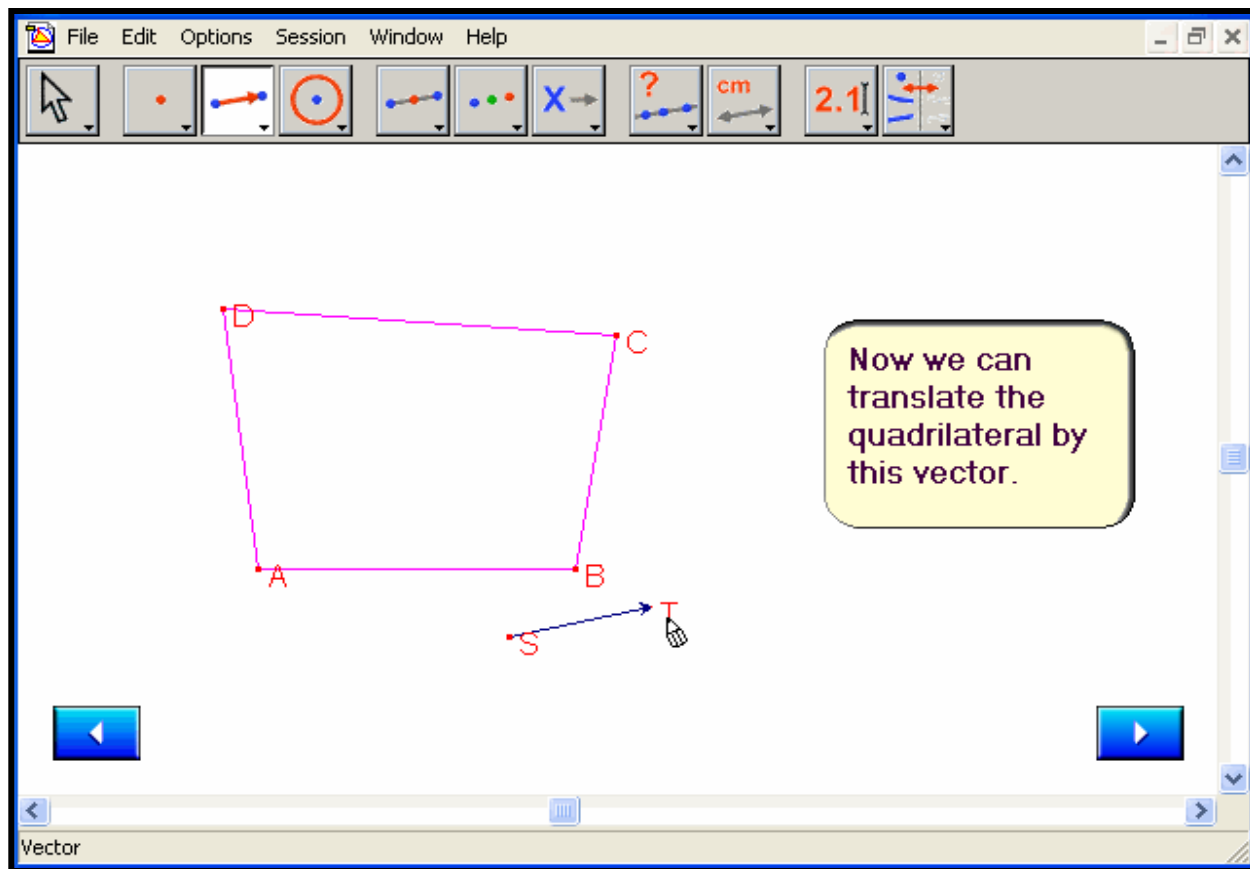 File Edit Options Session Window Help
? cm 2.1
X
D
C
Now we can
translate the
quadrilateral by
this vector.
A
B
T
S
Vector